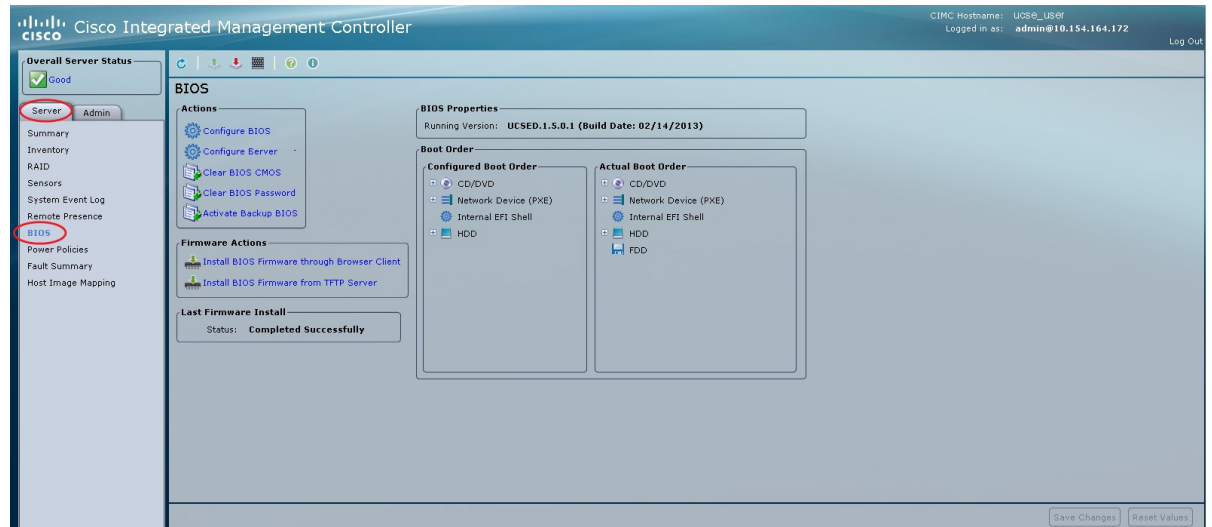 CISCO
Cisco Integrated Management Controller
CIMC Hostname: ucse_user
Logged in as: admin@10.154.164.172
Log Out
Overall Server Status
Good
Server
Admin
Summary
Inventory
RAID
Sensors
System Event Log
Remote Presence
BIOS
Power Policies
Fault Summary
Host Image Mapping
BIOS
Actions
Configure BIOS
Configure Server
Clear BIOS CMOS
Clear BIOS Password
Activate Backup BIOS
Firmware Actions
Install BIOS Firmware through Browser Client
Install BIOS Firmware from TFTP Server
Last Firmware Install
Status: Completed Successfully
BIOS Properties
Running Version: UCSED.1.5.0.1 (Build Date: 02/14/2013)
Boot Order
Configured Boot Order
CD/DVD
Network Device (PXE)
Internal EFI Shell
HDD
Actual Boot Order
CD/DVD
Network Device (PXE)
Internal EFI Shell
HDD
FDD
Save Changes
Reset Values